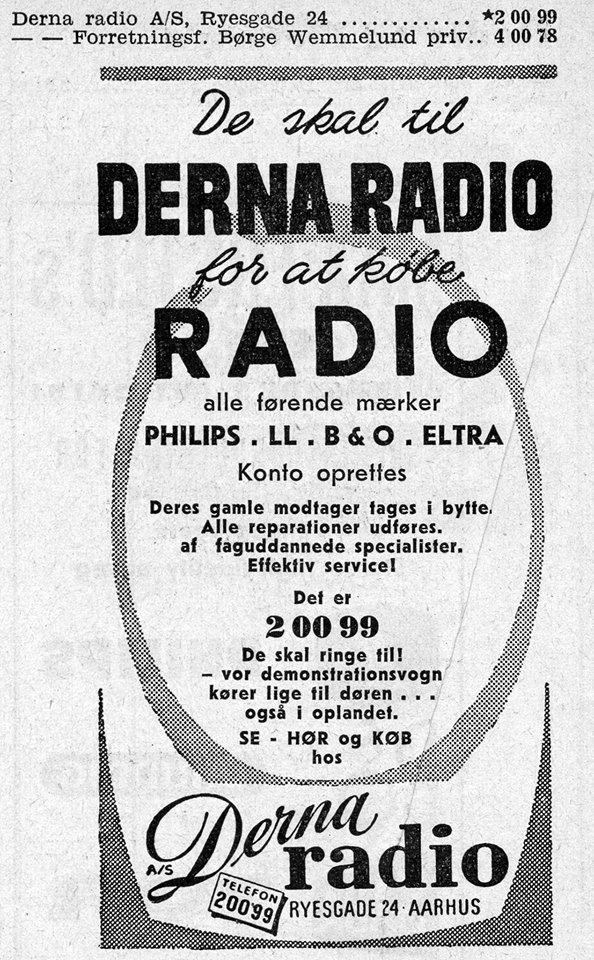 Derna radio A/S, Ryesgade 24 ............. *2 00 99
— — Forretningsf. Børge Wemmelund priv.. 4 00 78
De skal til
DERNA RADIO
for at købe
RADIO
alle førende mærker
PHILIPS . LL . B & O . ELTRA
Konto oprettes
Deres gamle modtager tages i bytte.
Alle reparationer udføres.
af faguddannede specialister.
Effektiv service!
Det er
2 00 99
De skal ringe til!
– vor demonstrationsvogn
kører lige til døren . . .
også i oplandet.
SE - HØR og KØB
hos
A/S Derna
radio
TELEFON
20099
RYESGADE 24 · AARHUS